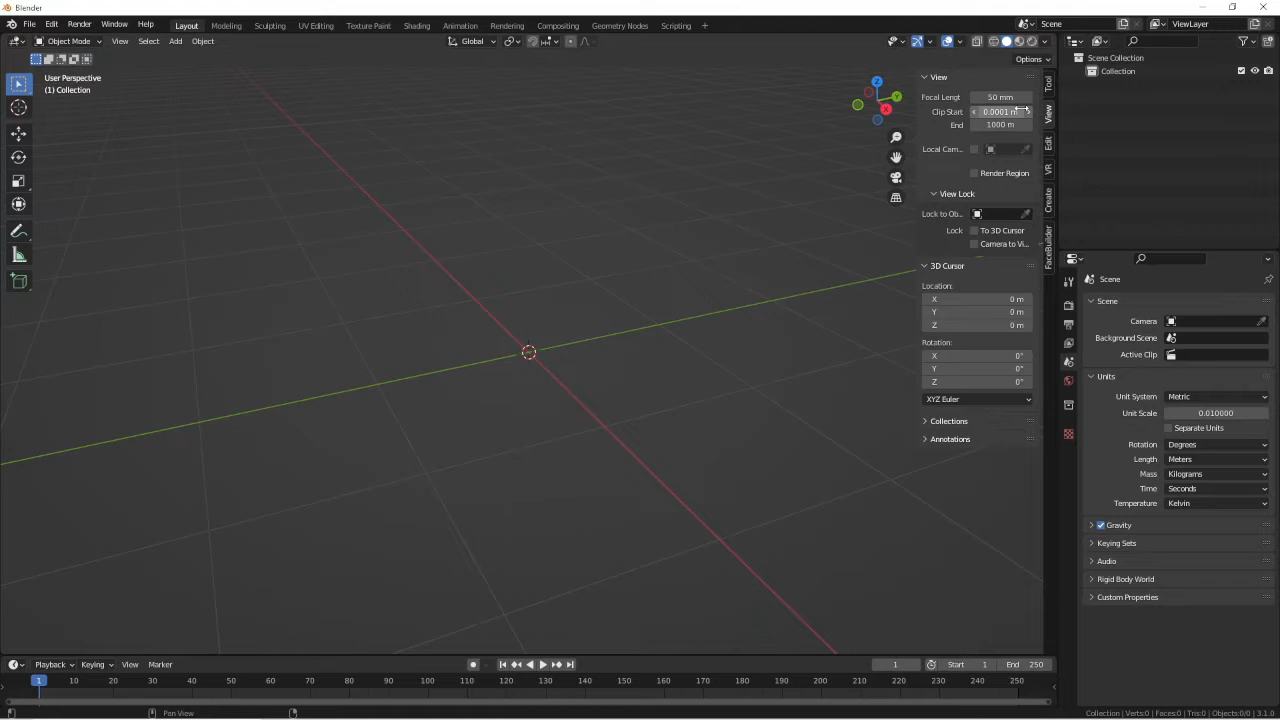 Blender
File Edit Render Window Help Layout Modeling Sculpting UV Editing Texture Paint Shading Animation Rendering Compositing Geometry Nodes Scripting + Scene ViewLayer
Object Mode View Select Add Object Global
Options
User Perspective
(1) Collection
Z
Y
X
View
Focal Lengt 50 mm
Clip Start 0.0001 m
End 1000 m
Local Cam...
Render Region
View Lock
Lock to Ob...
Lock To 3D Cursor
Camera to Vi...
3D Cursor
Location:
X 0 m
Y 0 m
Z 0 m
Rotation:
X 0°
Y 0°
Z 0°
XYZ Euler
Collections
Annotations
Tool
View
Edit
VR
Create
FaceBuilder
Scene Collection
Collection
Scene
Scene
Camera
Background Scene
Active Clip
Units
Unit System Metric
Unit Scale 0.010000
Separate Units
Rotation Degrees
Length Meters
Mass Kilograms
Time Seconds
Temperature Kelvin
Gravity
Keying Sets
Audio
Rigid Body World
Custom Properties
Playback Keying View Marker 1 Start 1 End 250
1 10 20 30 40 50 60 70 80 90 100 110 120 130 140 150 160 170 180 190 200 210 220 230 240 250
Pan View
Collection | Verts:0 | Faces:0 | Tris:0 | Objects:0/0 | 3.1.0